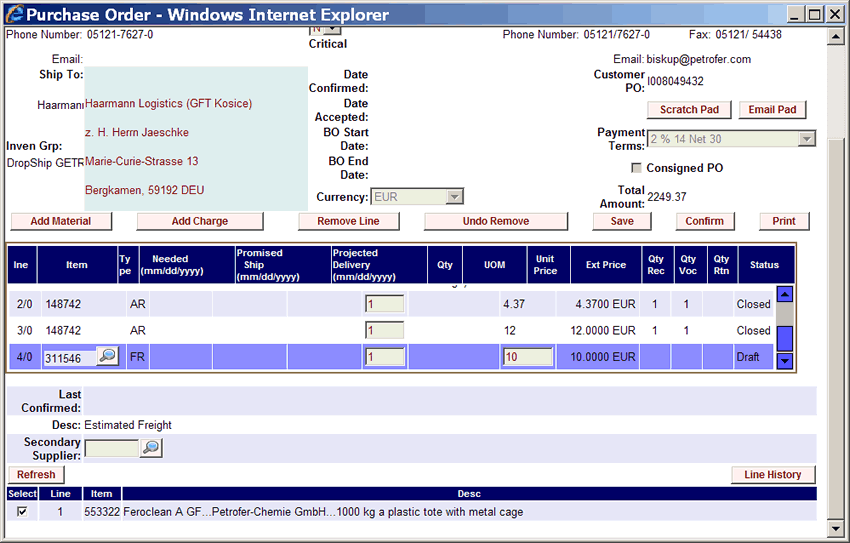 Purchase Order - Windows Internet Explorer
Phone Number: 05121-7627-0 N Phone Number: 05121/7627-0 Fax: 05121/ 54438
Critical
Email: Email: biskup@petrofer.com
Ship To: Date Confirmed: Customer PO: I008049432
Haarmann Haarmann Logistics (GFT Kosice) Date Accepted: Scratch Pad Email Pad
z. H. Herrn Jaeschke BO Start Date: Payment Terms: 2 % 14 Net 30
Inven Grp:
DropShip GETR Marie-Curie-Strasse 13 BO End Date: Consigned PO
Bergkamen, 59192 DEU Currency: EUR Total Amount: 2249.37
Add Material Add Charge Remove Line Undo Remove Save Confirm Print
lne Item Ty pe Needed (mm/dd/yyyy) Promised Ship (mm/dd/yyyy) Projected Delivery (mm/dd/yyyy) Qty UOM Unit Price Ext Price Qty Rec Qty Voc Qty Rtn Status
2/0 148742 AR 1 4.37 4.3700 EUR 1 1 Closed
3/0 148742 AR 1 12 12.0000 EUR 1 1 Closed
4/0 311546 FR 1 10 10.0000 EUR Draft
Last Confirmed:
Desc: Estimated Freight
Secondary Supplier:
Refresh Line History
Select Line Item Desc
1 553322 Feroclean A GF...Petrofer-Chemie GmbH...1000 kg a plastic tote with metal cage